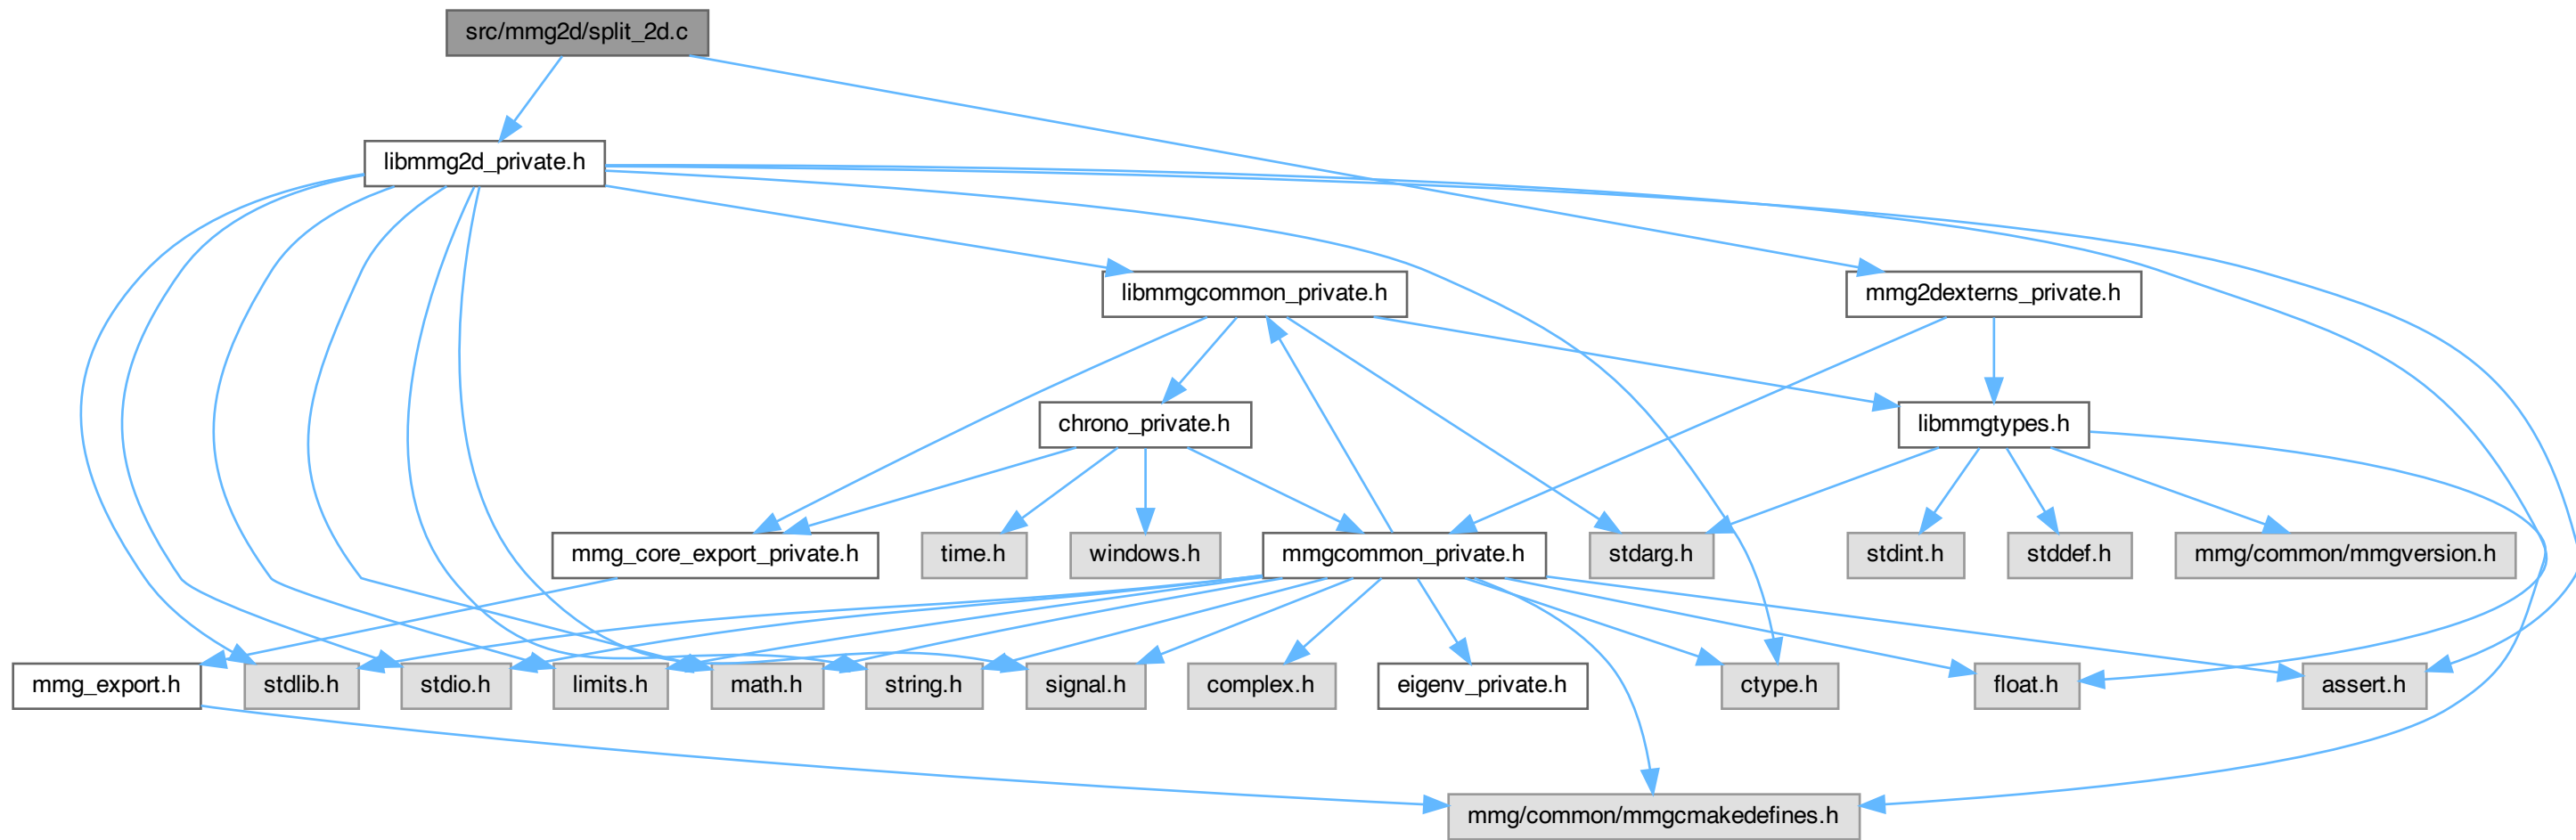 src/mmg2d/split_2d.c
libmmg2d_private.h
libmmgcommon_private.h
mmg2dexterns_private.h
chrono_private.h
libmmgtypes.h
mmg_core_export_private.h
time.h
windows.h
mmgcommon_private.h
stdarg.h
stdint.h
stddef.h
mmg/common/mmgversion.h
mmg_export.h
stdlib.h
stdio.h
limits.h
math.h
string.h
signal.h
complex.h
eigenv_private.h
ctype.h
float.h
assert.h
mmg/common/mmgcmakedefines.h